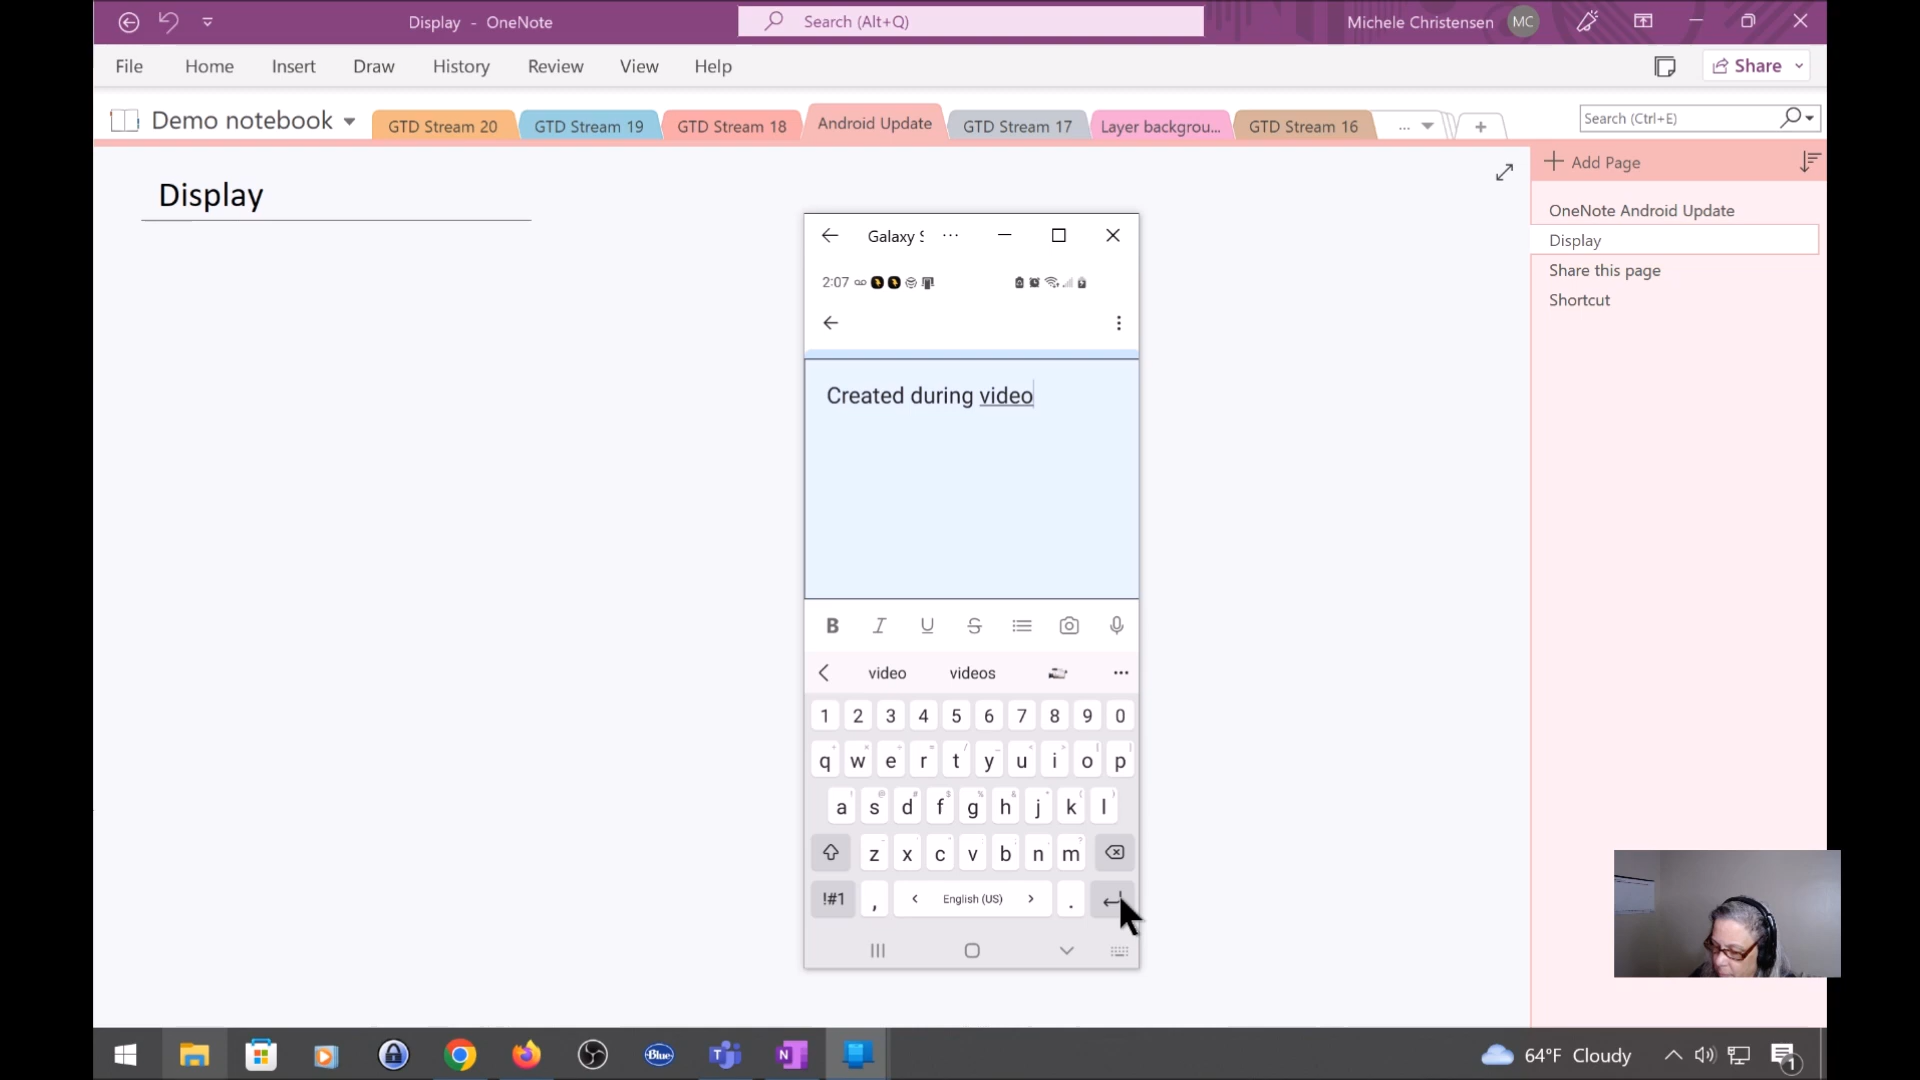 Display - OneNote
Search (Alt+Q)
Michele Christensen MC
File Home Insert Draw History Review View Help
Share
Demo notebook
GTD Stream 20 GTD Stream 19 GTD Stream 18 Android Update GTD Stream 17 Layer backgrou... GTD Stream 16 ...
Search (Ctrl+E)
Add Page
Display
OneNote Android Update
Display
Share this page
Shortcut
Galaxy S ...
2:07
Created during video
B I U S
video videos ...
1 2 3 4 5 6 7 8 9 0
q w e r t y u i o p
a s d f g h j k l
z x c v b n m
!#1 , < English (US) > .
Blue T N
64°F Cloudy
1